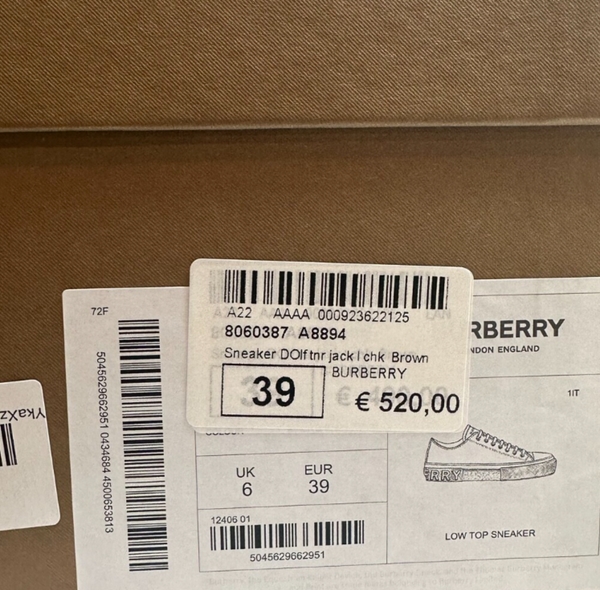 A22 AAAA 000923622125
8060387 A8894
Sneaker DOlf tnr jack l chk Brown
BURBERRY
39
€ 520,00
72F
5045629662951 0434684 4500653813
RBERRY
NDON ENGLAND
1IT
UK
6
EUR
39
12406 01
5045629662951
RRY
LOW TOP SNEAKER